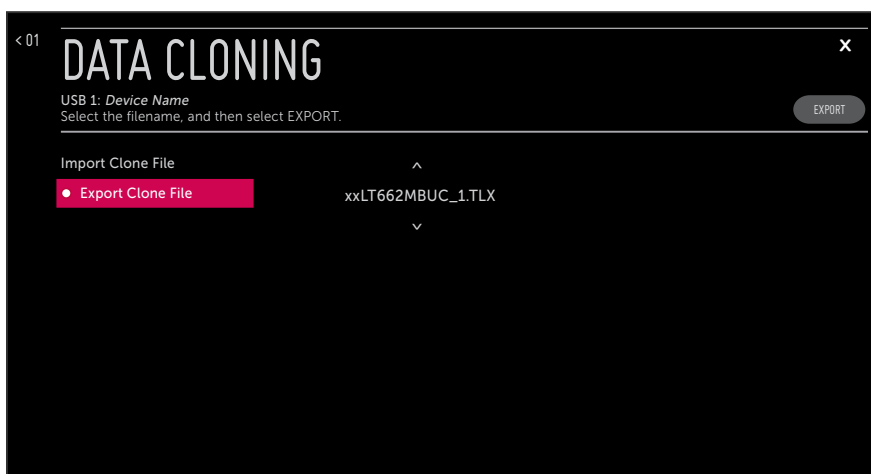 < 01
DATA CLONING
X
USB 1: Device Name
Select the filename, and then select EXPORT.
EXPORT
Import Clone File
Export Clone File
xxLT662MBUC_1.TLX